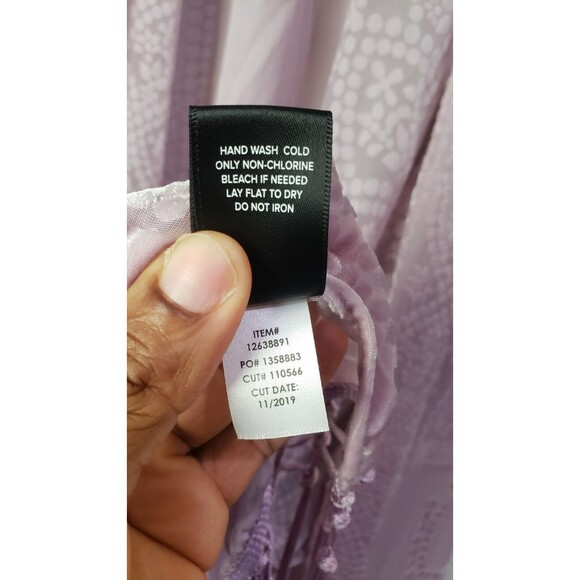 HAND WASH COLD
ONLY NON-CHLORINE
BLEACH IF NEEDED
LAY FLAT TO DRY
DO NOT IRON
ITEM#
12638891
PO# 1358883
CUT# 110566
CUT DATE:
11/2019